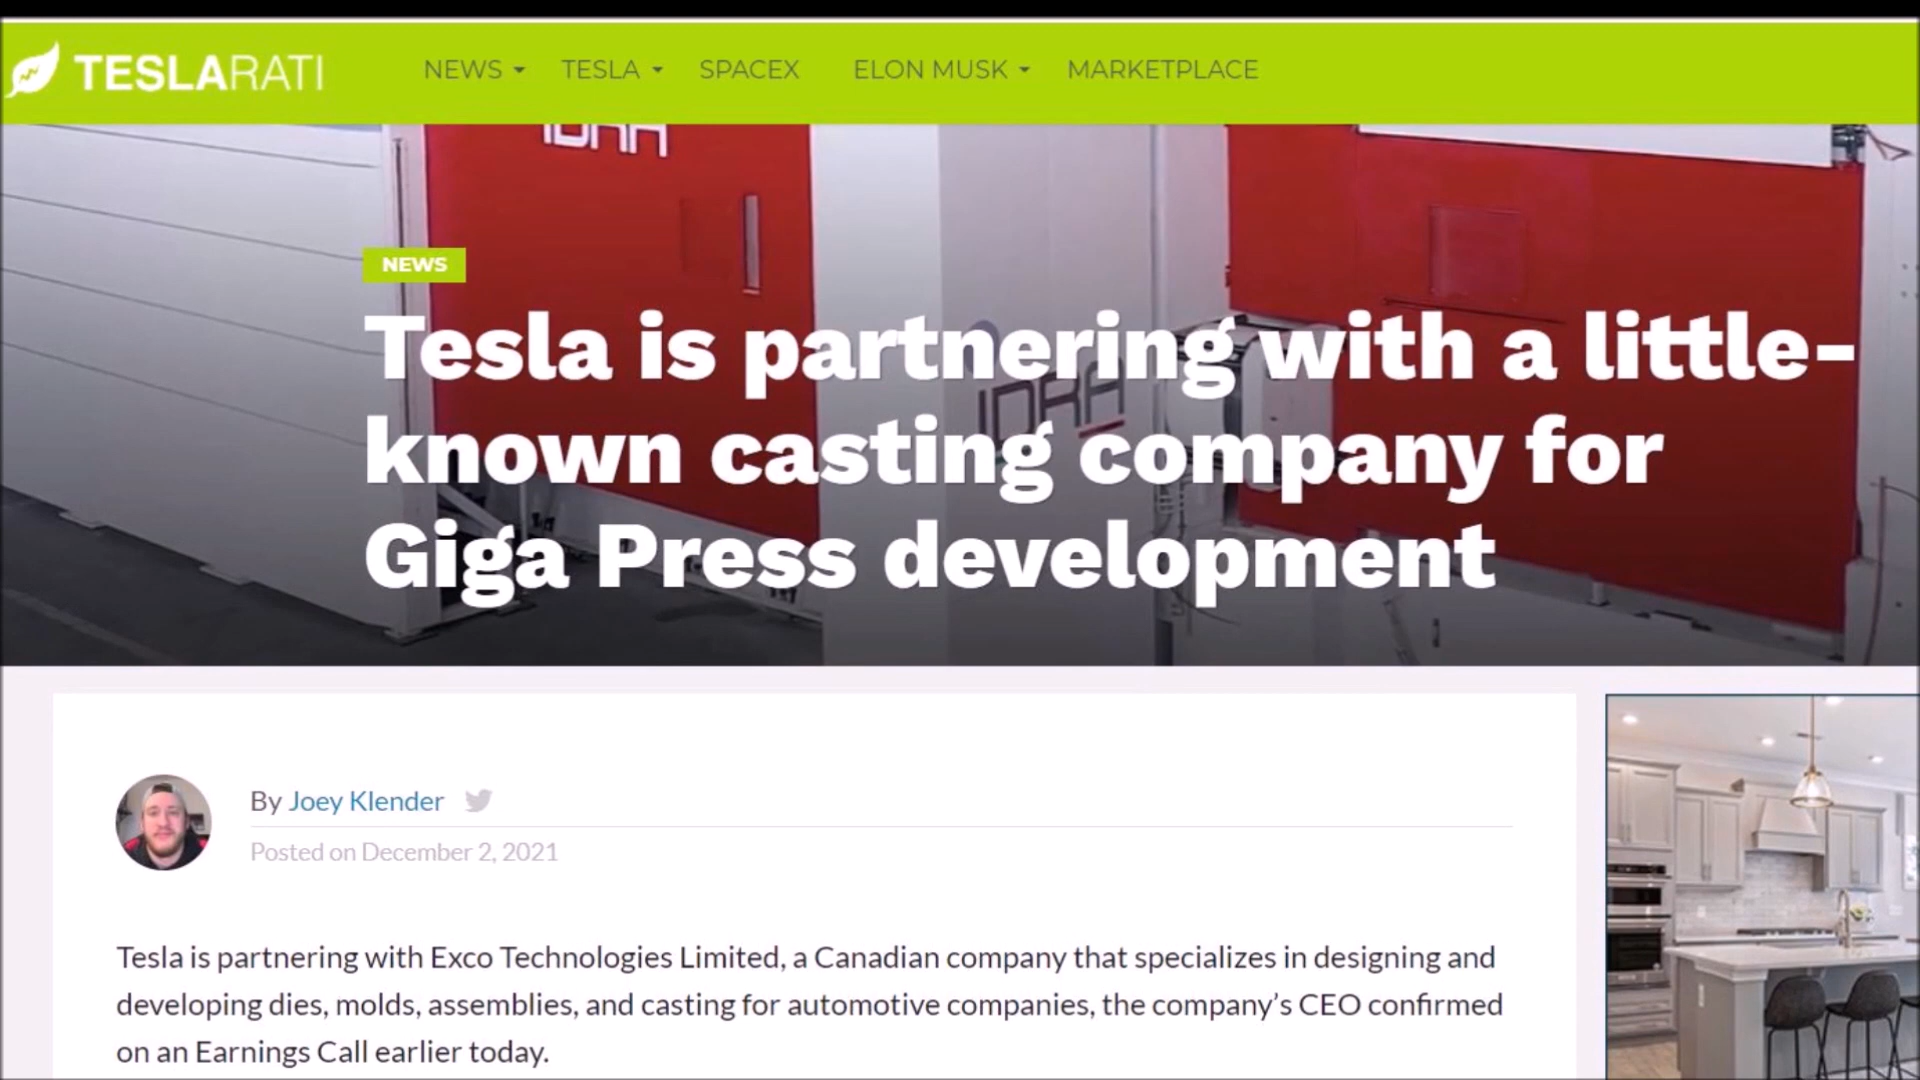 TESLARATI
NEWS TESLA SPACEX ELON MUSK MARKETPLACE
IDRA
NEWS
Tesla is partnering with a little-
known casting company for
Giga Press development
IDRA
By Joey Klender
Posted on December 2, 2021
Tesla is partnering with Exco Technologies Limited, a Canadian company that specializes in designing and
developing dies, molds, assemblies, and casting for automotive companies, the company’s CEO confirmed
on an Earnings Call earlier today.